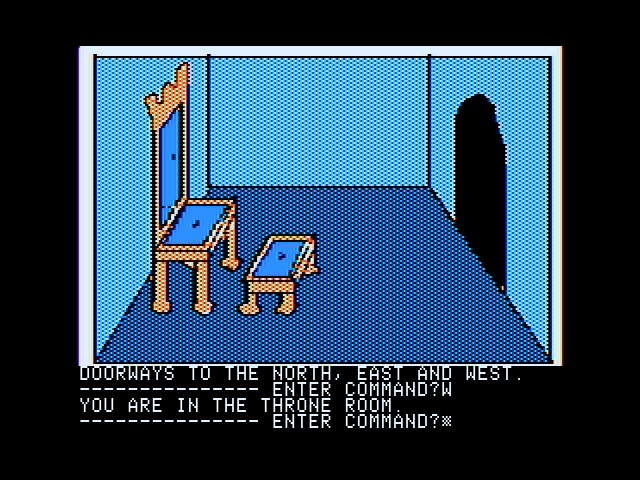 DOORWAYS TO THE NORTH, EAST AND WEST.
--------------- ENTER COMMAND?W
YOU ARE IN THE THRONE ROOM.
--------------- ENTER COMMAND?